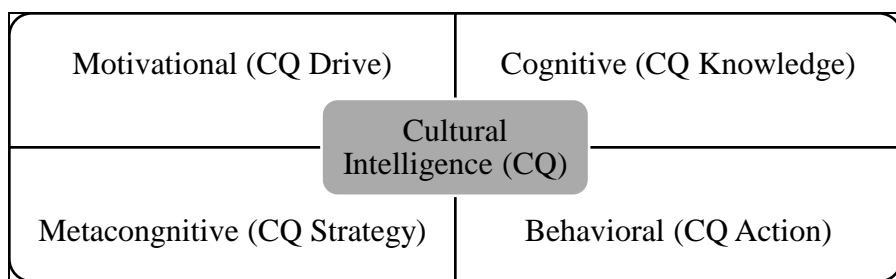 Motivational (CQ Drive)
Cognitive (CQ Knowledge)
Cultural
Intelligence (CQ)
Metacongnitive (CQ Strategy)
Behavioral (CQ Action)